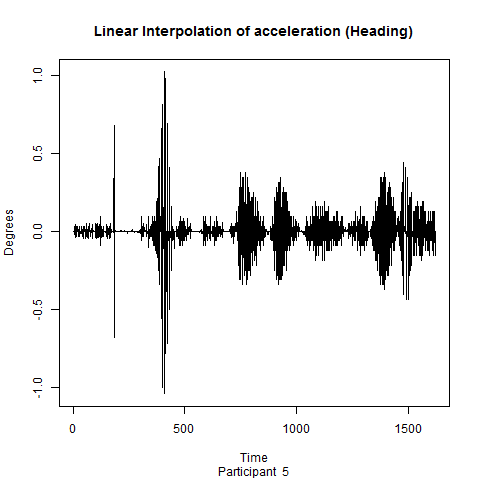 Linear Interpolation of acceleration (Heading)
1.0
0.5
0.0
-0.5
-1.0
Degrees
0 500 1000 1500
Time
Participant 5